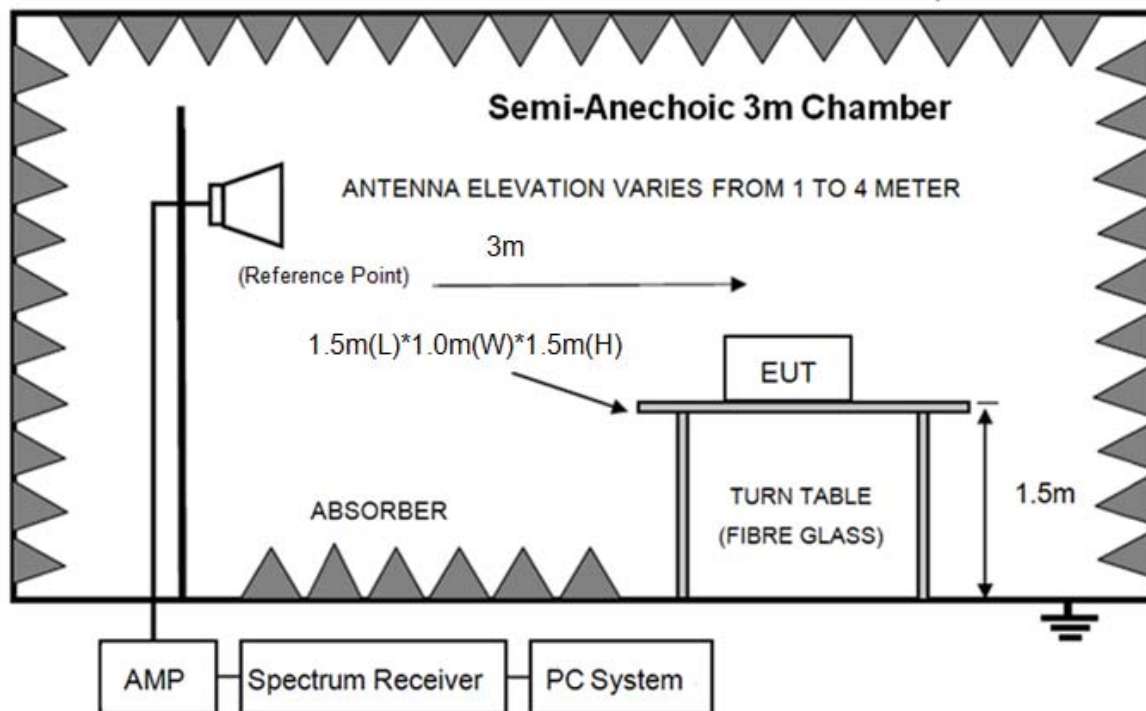 Semi-Anechoic 3m Chamber
ANTENNA ELEVATION VARIES FROM 1 TO 4 METER
3m
(Reference Point)
1.5m(L)*1.0m(W)*1.5m(H)
EUT
ABSORBER
TURN TABLE
(FIBRE GLASS)
1.5m
AMP
Spectrum Receiver
PC System